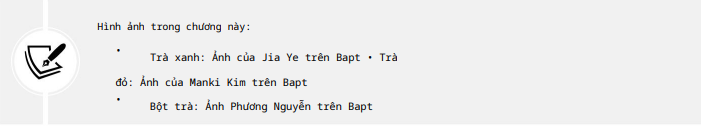 Hình ảnh trong chương này:
• Trà xanh: Ảnh của Jia Ye trên Bapt • Trà
đỏ: Ảnh của Manki Kim trên Bapt
• Bột trà: Ảnh Phương Nguyễn trên Bapt